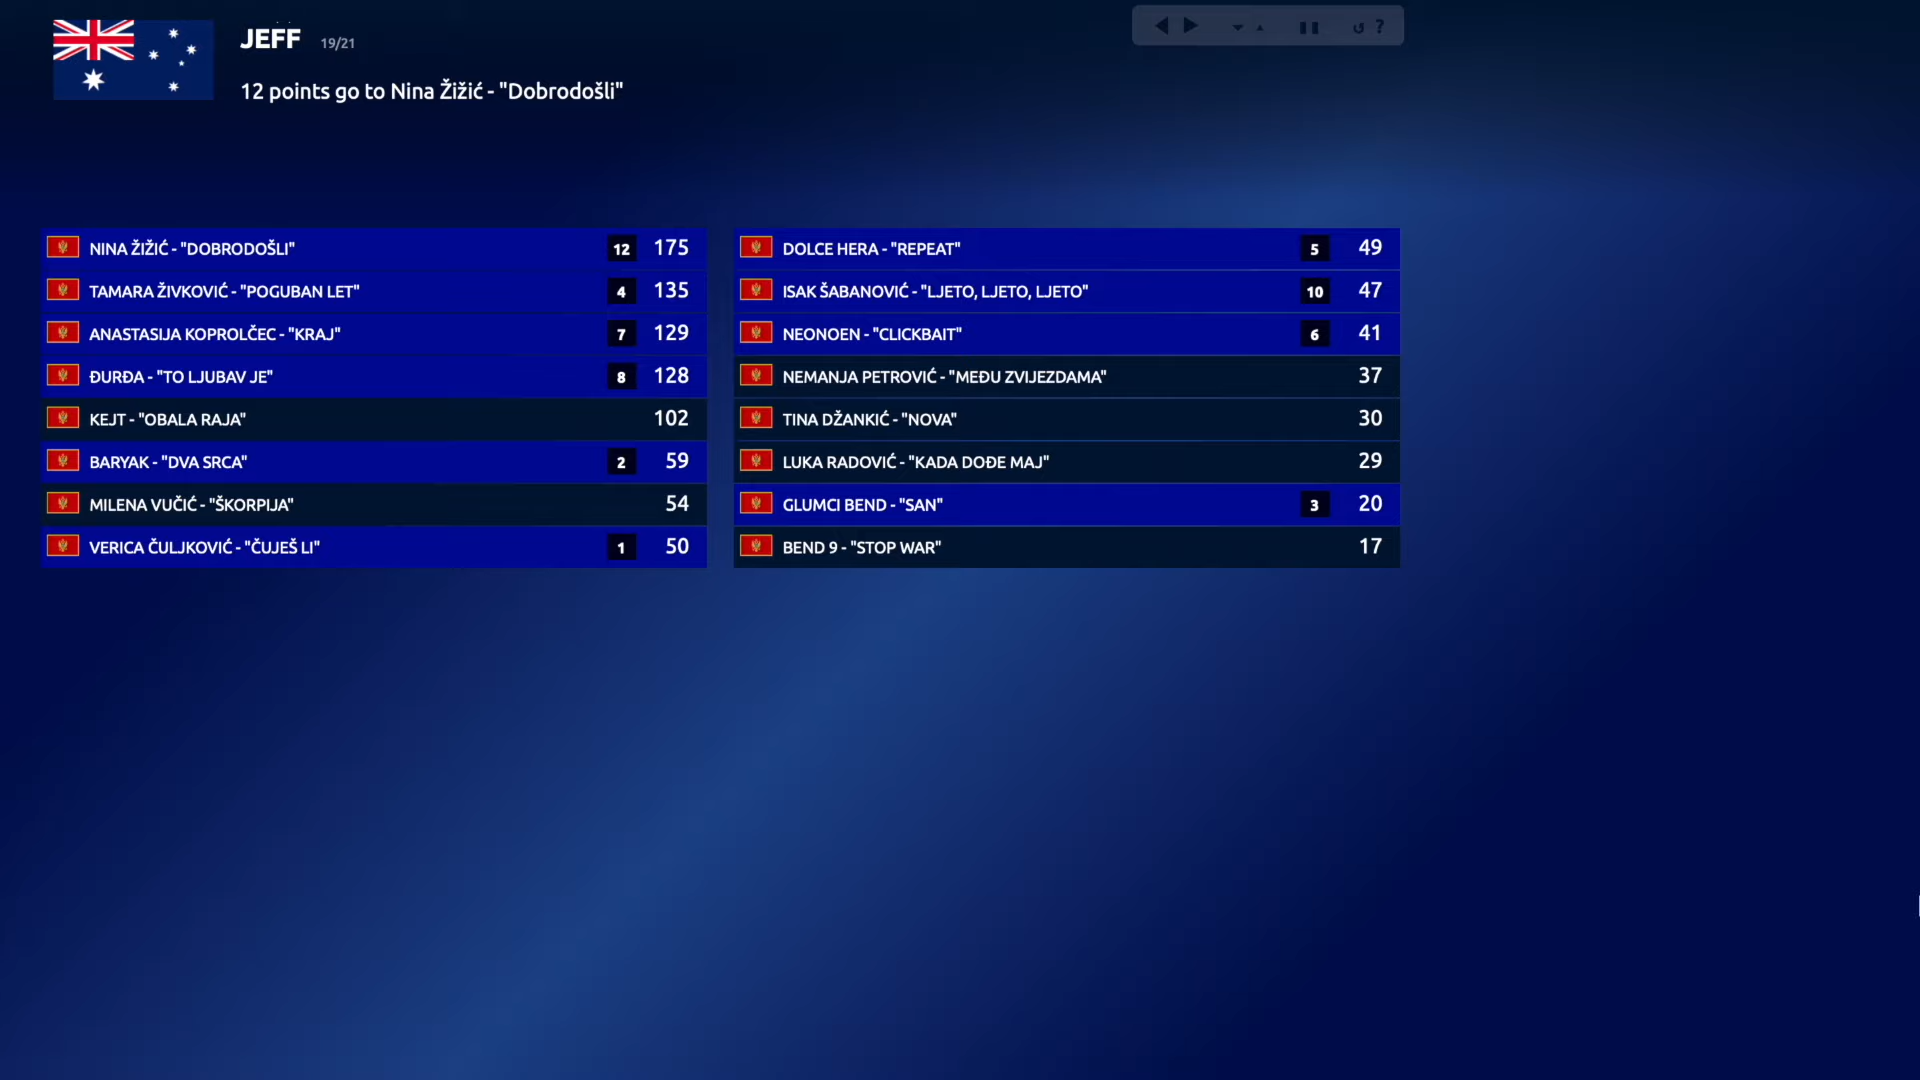 JEFF 19/21
12 points go to Nina Žižić - "Dobrodošli"
NINA ŽIŽIĆ - "DOBRODOŠLI" 12 175
TAMARA ŽIVKOVIĆ - "POGUBAN LET" 4 135
ANASTASIJA KOPROLČEC - "KRAJ" 7 129
ĐURĐA - "TO LJUBAV JE" 8 128
KEJT - "OBALA RAJA" 102
BARYAK - "DVA SRCA" 2 59
MILENA VUČIĆ - "ŠKORPIJA" 54
VERICA ČULJKOVIĆ - "ČUJEŠ LI" 1 50
DOLCE HERA - "REPEAT" 5 49
ISAK ŠABANOVIĆ - "LJETO, LJETO, LJETO" 10 47
NEONOEN - "CLICKBAIT" 6 41
NEMANJA PETROVIĆ - "MEĐU ZVIJEZDAMA" 37
TINA DŽANKIĆ - "NOVA" 30
LUKA RADOVIĆ - "KADA DOĐE MAJ" 29
GLUMCI BEND - "SAN" 3 20
BEND 9 - "STOP WAR" 17